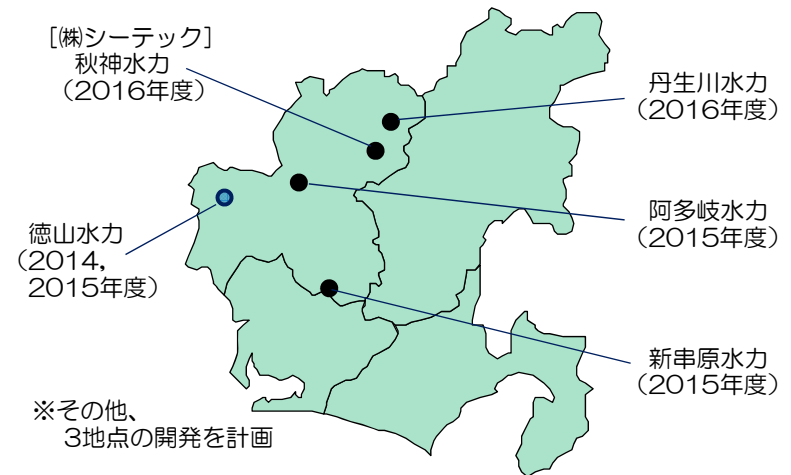 [㈱シーテック]
秋神水力
（2016年度）
丹生川水力
（2016年度）
阿多岐水力
（2015年度）
徳山水力
（2014，
2015年度）
新串原水力
（2015年度）
※その他、
3地点の開発を計画